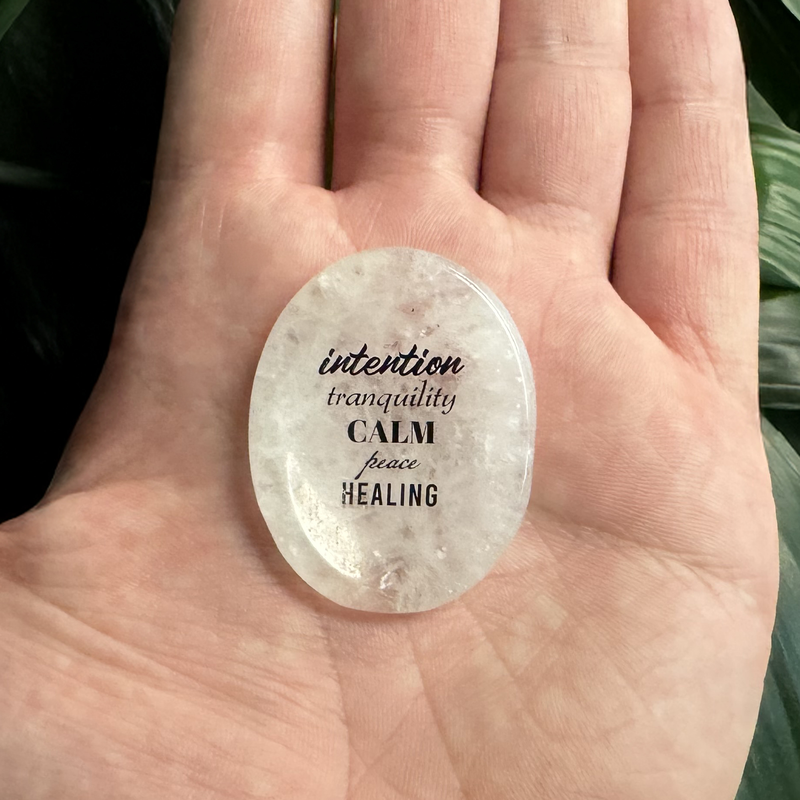 intention
tranquility
CALM
peace
HEALING